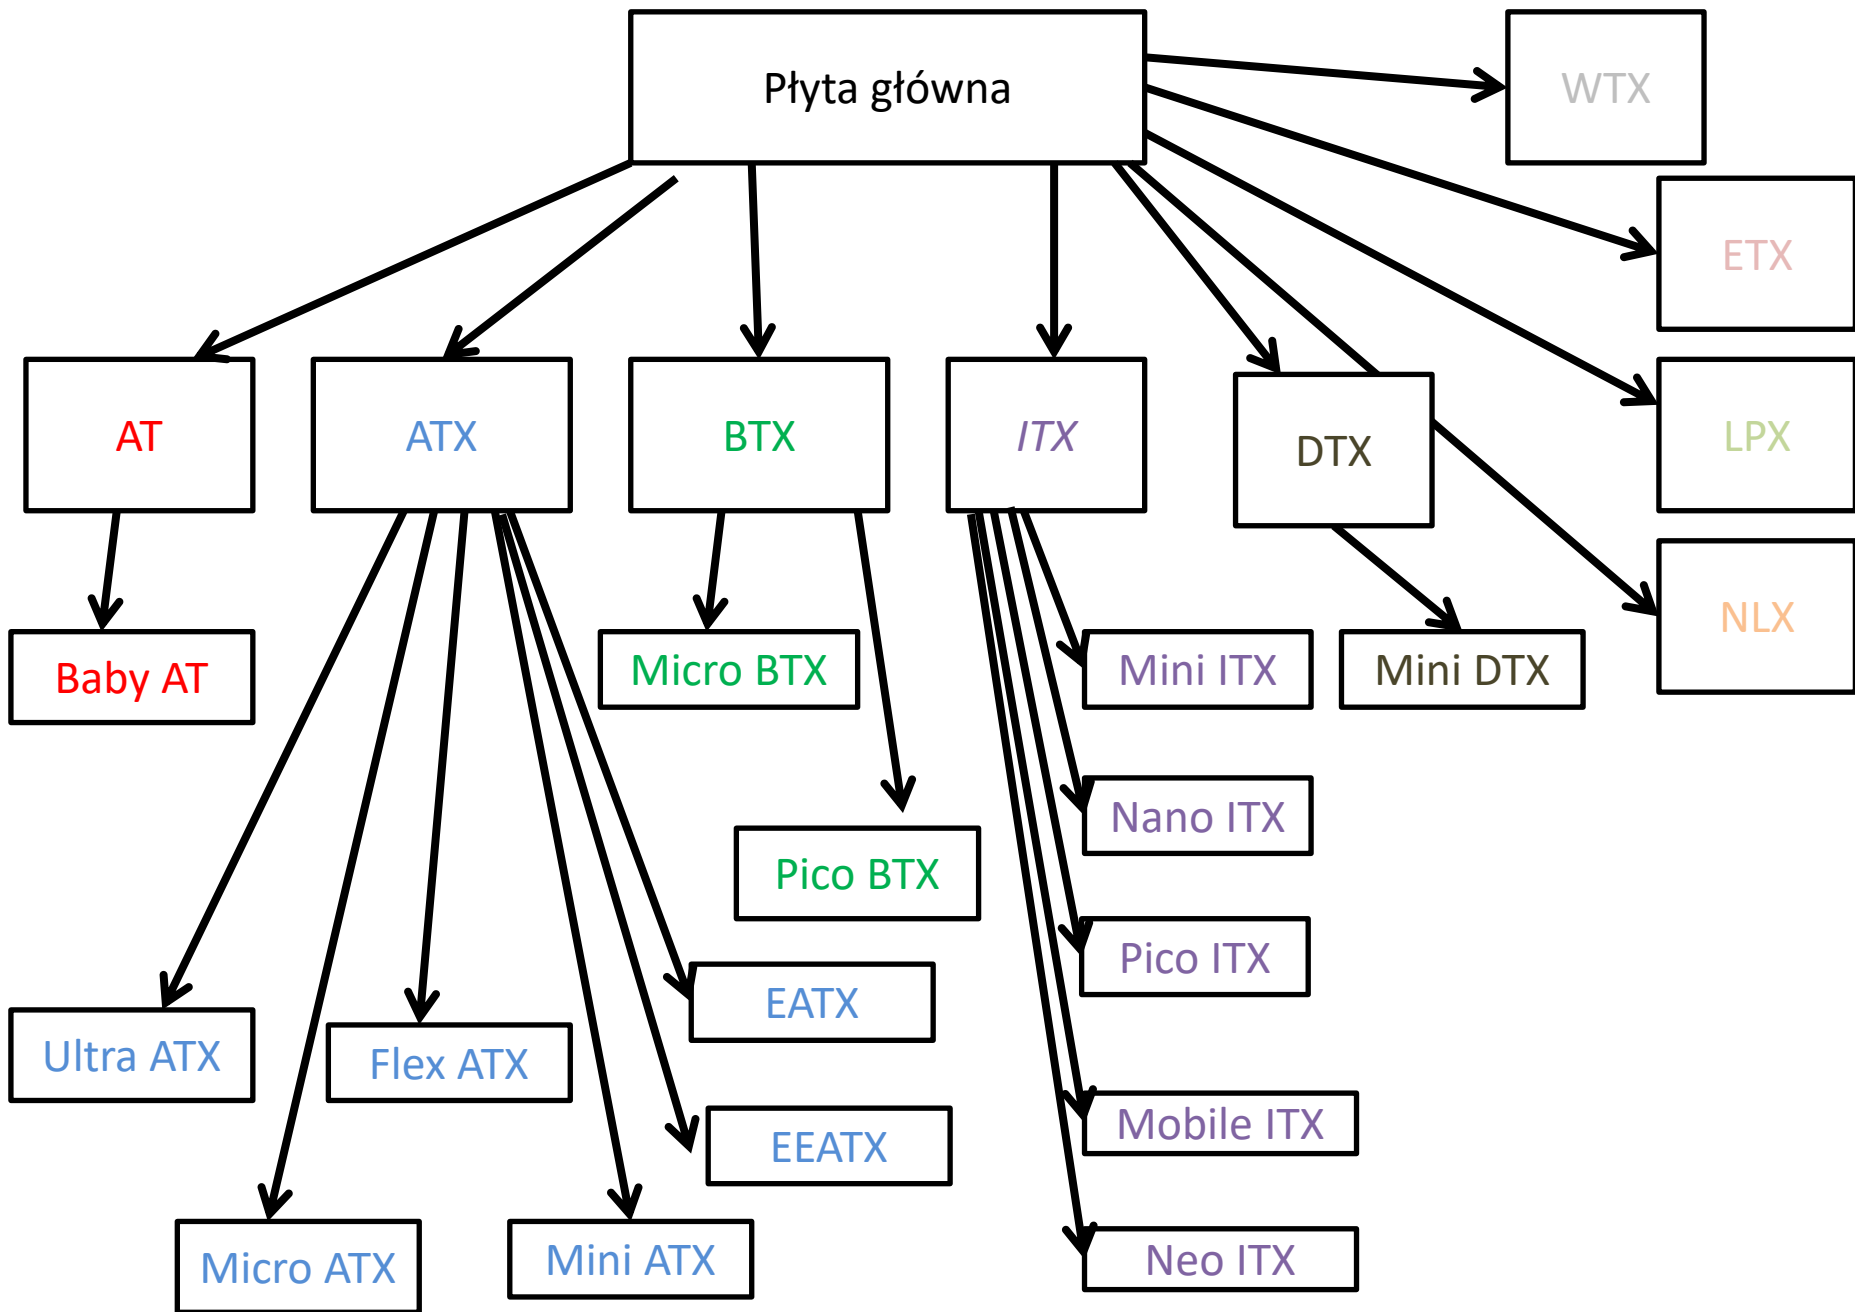 Płyta główna
WTX
ETX
AT
ATX
BTX
ITX
DTX
LPX
NLX
Baby AT
Micro BTX
Mini ITX
Mini DTX
Nano ITX
Pico BTX
Pico ITX
EATX
Ultra ATX
Flex ATX
Mobile ITX
EEATX
Micro ATX
Mini ATX
Neo ITX